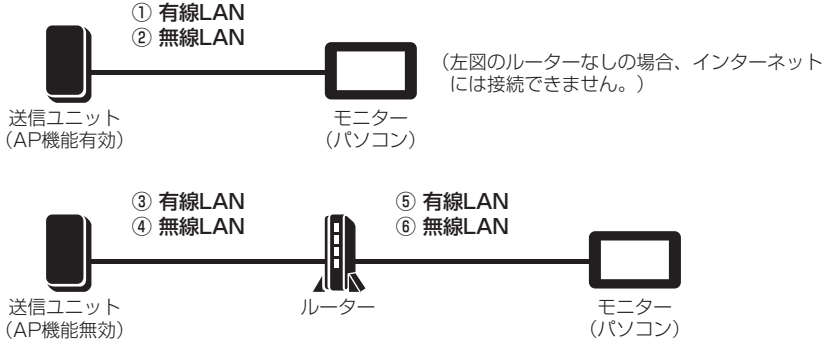 ① 有線LAN
② 無線LAN
（左図のルーターなしの場合、インターネット
には接続できません。）
送信ユニット
（AP機能有効）
モニター
（パソコン）
③ 有線LAN
④ 無線LAN
⑤ 有線LAN
⑥ 無線LAN
送信ユニット
（AP機能無効）
ルーター
モニター
（パソコン）